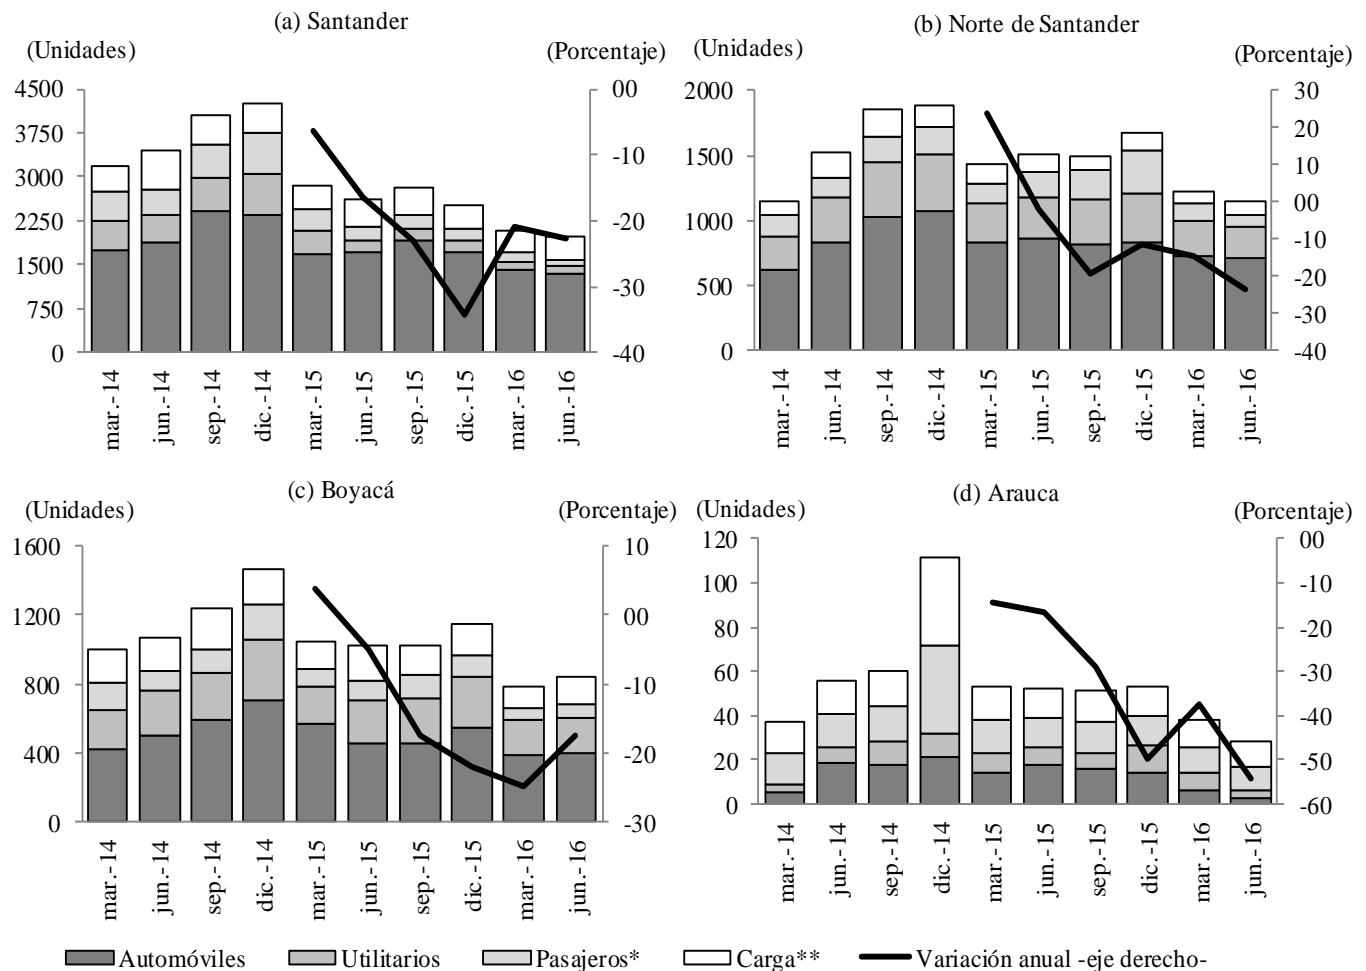 (a) Santander
(Unidades)
(Porcentaje)
4500
3750
3000
2250
1500
750
0
00
-10
-20
-30
-40
mar.-14
jun.-14
sep.-14
dic.-14
mar.-15
jun.-15
sep.-15
dic.-15
mar.-16
jun.-16
(b) Norte de Santander
(Unidades)
(Porcentaje)
2000
1500
1000
500
0
30
20
10
00
-10
-20
-30
-40
mar.-14
jun.-14
sep.-14
dic.-14
mar.-15
jun.-15
sep.-15
dic.-15
mar.-16
jun.-16
(c) Boyacá
(Unidades)
(Porcentaje)
1600
1200
800
400
0
10
00
-10
-20
-30
mar.-14
jun.-14
sep.-14
dic.-14
mar.-15
jun.-15
sep.-15
dic.-15
mar.-16
jun.-16
(d) Arauca
(Unidades)
(Porcentaje)
120
100
80
60
40
20
0
00
-10
-20
-30
-40
-50
-60
mar.-14
jun.-14
sep.-14
dic.-14
mar.-15
jun.-15
sep.-15
dic.-15
mar.-16
jun.-16
Automóviles
Utilitarios
Pasajeros*
Carga**
Variación anual -eje derecho-